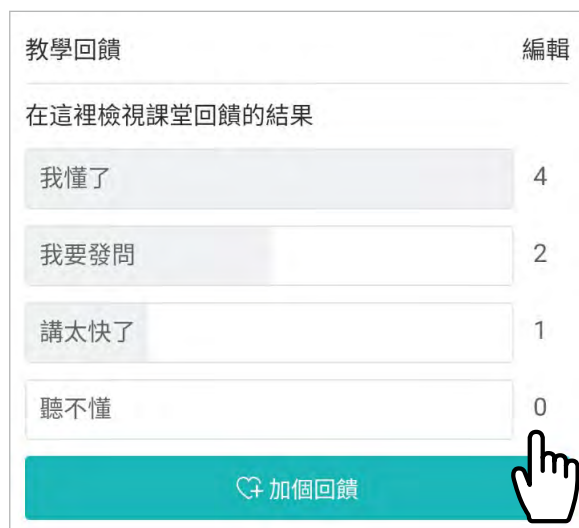 教學回饋 編輯
在這裡檢視課堂回饋的結果
我懂了 4
我要發問 2
講太快了 1
聽不懂 0
加個回饋